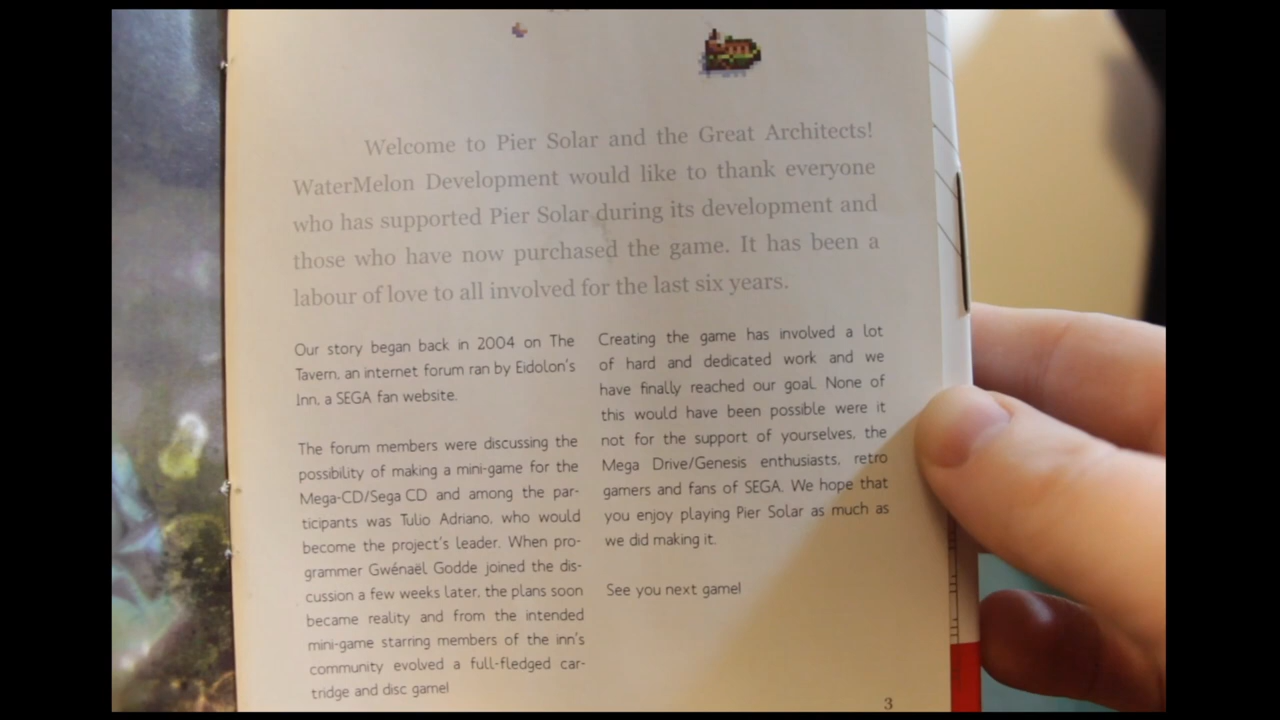 Welcome to Pier Solar and the Great Architects!
WaterMelon Development would like to thank everyone
who has supported Pier Solar during its development and
those who have now purchased the game. It has been a
labour of love to all involved for the last six years.
Our story began back in 2004 on The
Tavern, an internet forum ran by Eidolon's
Inn, a SEGA fan website.
The forum members were discussing the
possibility of making a mini-game for the
Mega-CD/Sega CD and among the par-
ticipants was Tulio Adriano, who would
become the project's leader. When pro-
grammer Gwénaël Godde joined the dis-
cussion a few weeks later, the plans soon
became reality and from the intended
mini-game starring members of the inn's
community evolved a full-fledged car-
tridge and disc game!
Creating the game has involved a lot
of hard and dedicated work and we
have finally reached our goal. None of
this would have been possible were it
not for the support of yourselves, the
Mega Drive/Genesis enthusiasts, retro
gamers and fans of SEGA. We hope that
you enjoy playing Pier Solar as much as
we did making it.
See you next game!
3